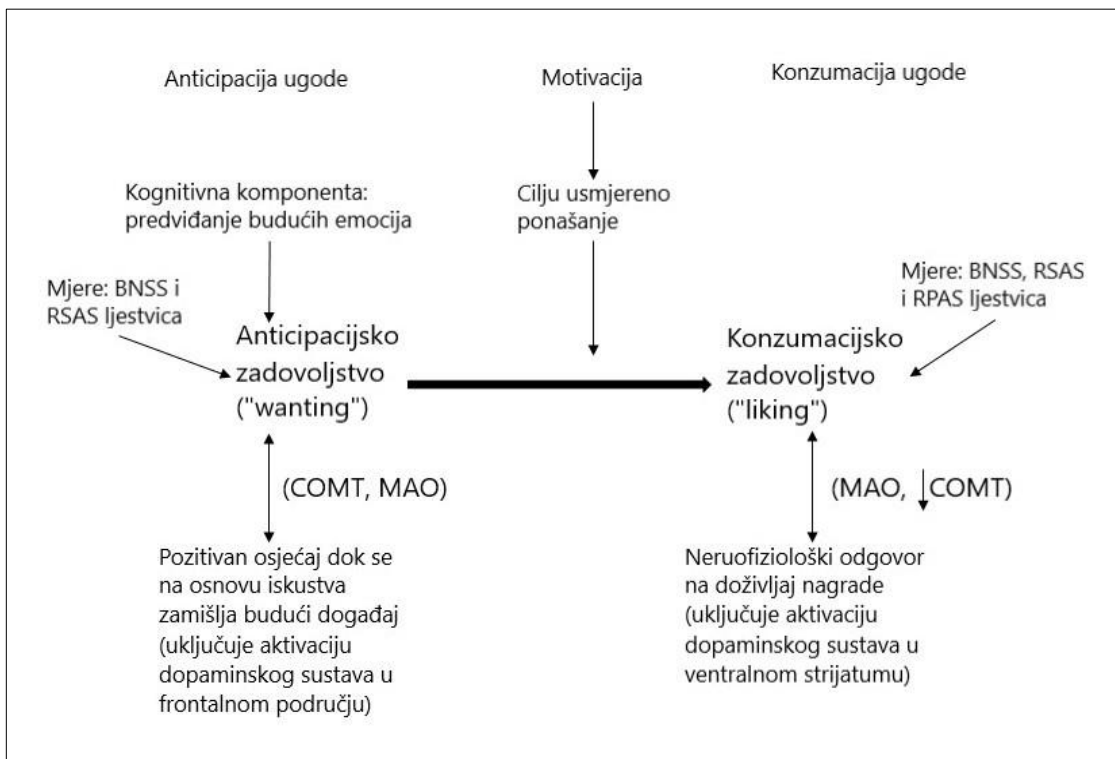 Anticipacija ugode
Motivacija
Konzumacija ugode
Kognitivna komponenta:
predviđanje budućih emocija
Cilju usmjereno
ponašanje
Mjere: BNSS i
RSAS ljestvica
Mjere: BNSS, RSAS
i RPAS ljestvica
Anticipacijsko
zadovoljstvo
("wanting")
Konzumacijsko
zadovoljstvo
("liking")
(COMT, MAO)
(MAO, ↓COMT)
Pozitivan osjećaj dok se
na osnovu iskustva
zamišlja budući događaj
(uključuje aktivaciju
dopaminskog sustava u
frontalnom području)
Neruofiziološki odgovor
na doživljaj nagrade
(uključuje aktivaciju
dopaminskog sustava u
ventralnom strijatumu)